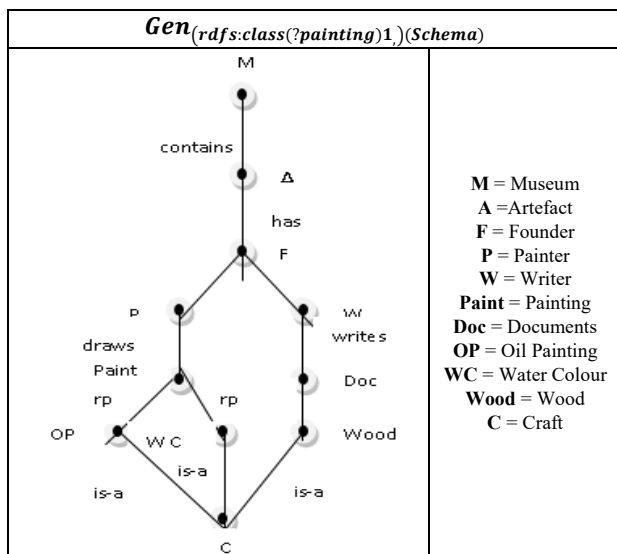 Gen(rdfs:class(?painting)1,)(Schema)
M
contains
A
has
F
P
W
writes
draws
Paint
Doc
rp
rp
OP
WC
Wood
is-a
is-a
is-a
C
M = Museum
A =Artefact
F = Founder
P = Painter
W = Writer
Paint = Painting
Doc = Documents
OP = Oil Painting
WC = Water Colour
Wood = Wood
C = Craft